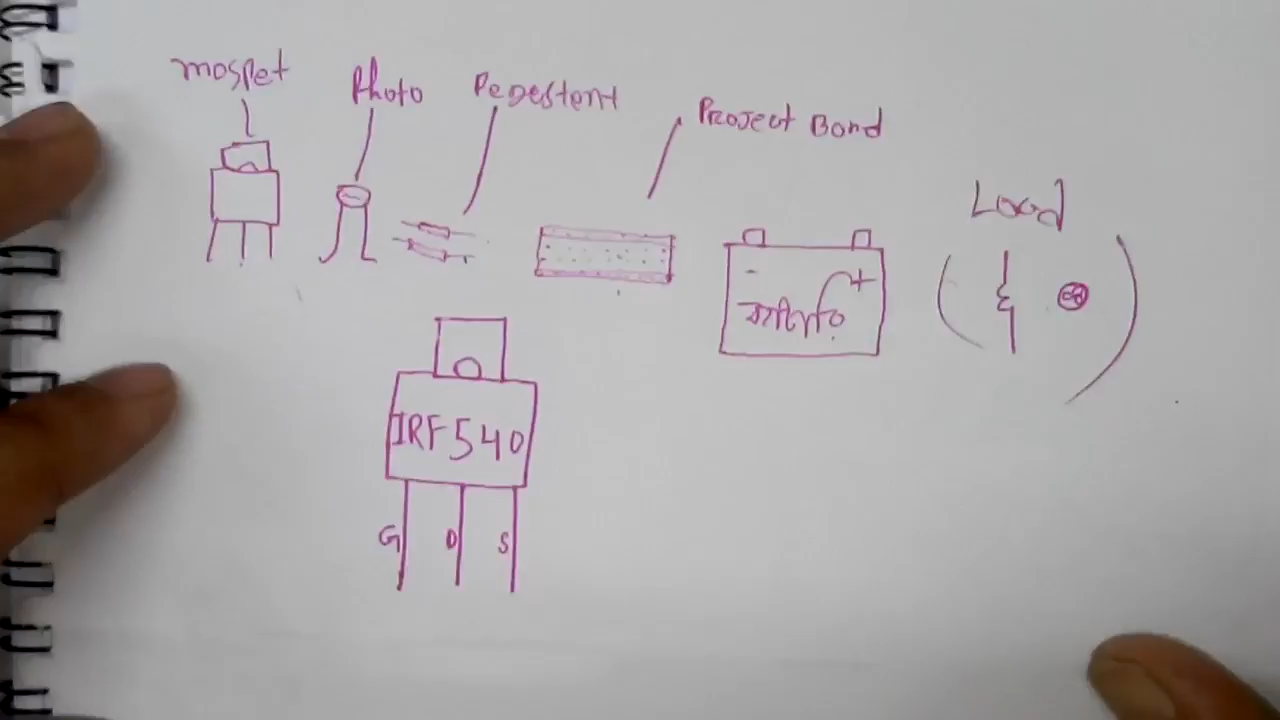 mospet
Photo
Pegestent
Project Bond
Load
-
+
IRF540
G D S